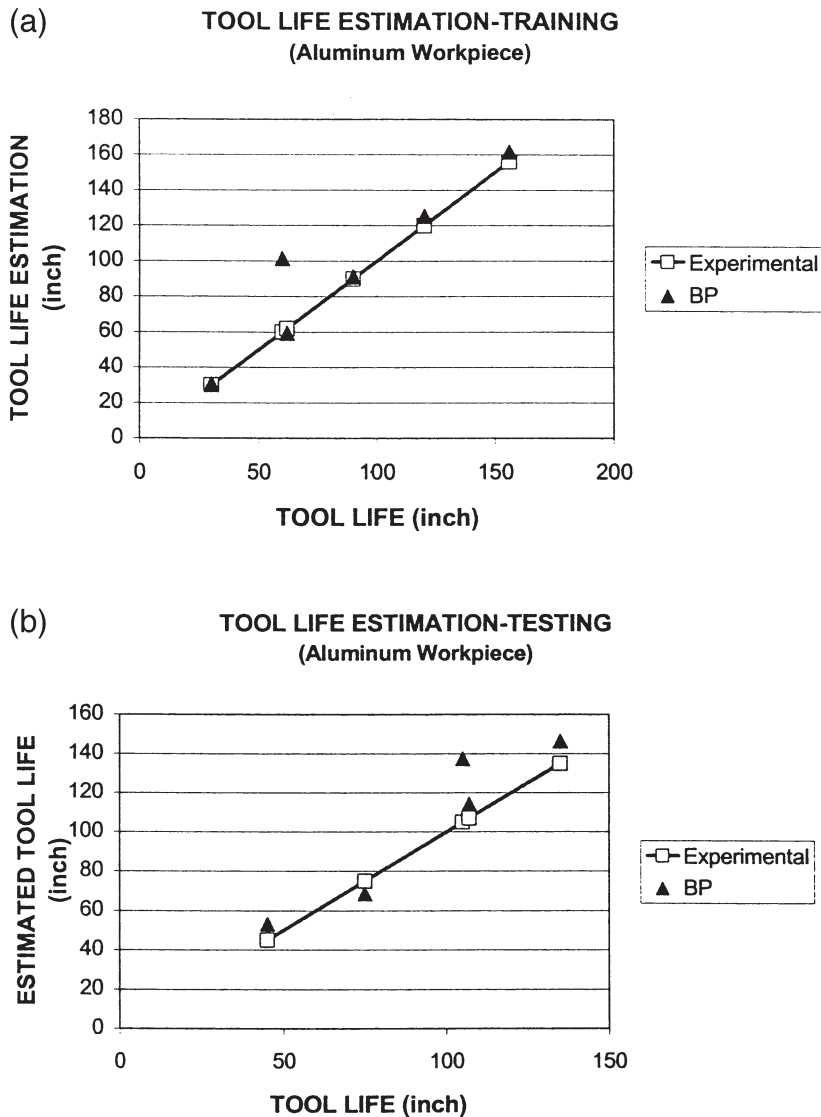 (a)
TOOL LIFE ESTIMATION-TRAINING
(Aluminum Workpiece)
TOOL LIFE ESTIMATION
(inch)
180
160
140
120
100
80
60
40
20
0
0 50 100 150 200
TOOL LIFE (inch)
Experimental
BP
(b)
TOOL LIFE ESTIMATION-TESTING
(Aluminum Workpiece)
ESTIMATED TOOL LIFE
(inch)
160
140
120
100
80
60
40
20
0
0 50 100 150
TOOL LIFE (inch)
Experimental
BP